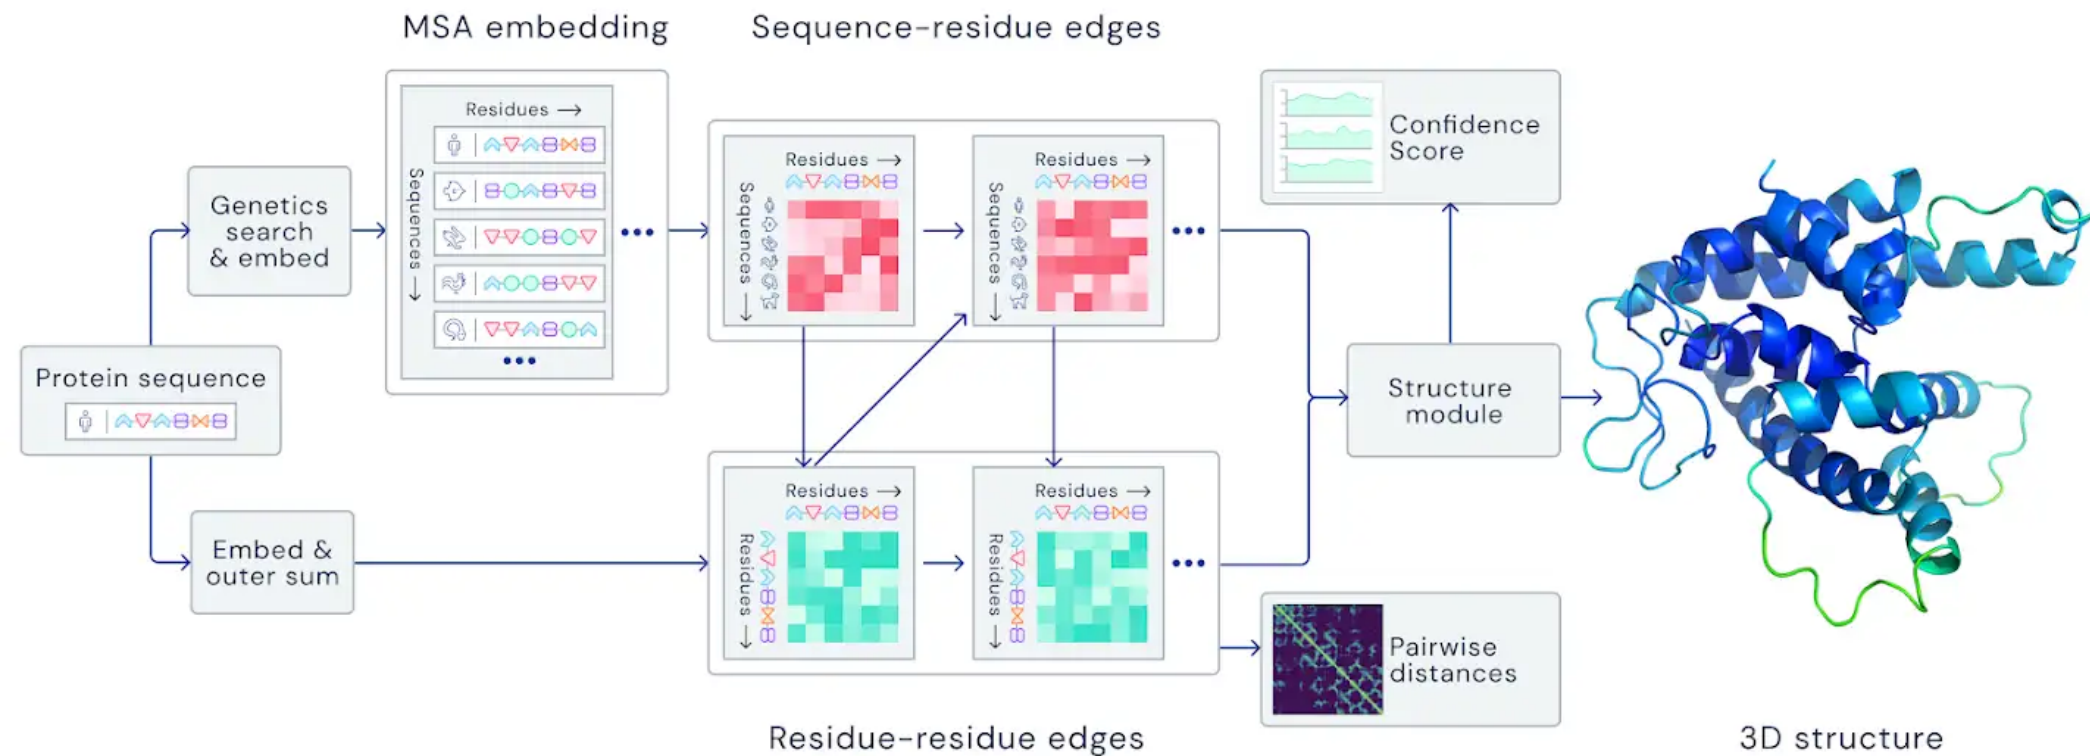 MSA embedding
Sequence-residue edges
Residues →
Sequences →
Genetics
search
& embed
Protein sequence
Embed &
outer sum
Residues →
Sequences →
Residues →
Sequences →
Residues →
Residues →
Residues →
Residues →
Confidence
Score
Structure
module
Pairwise
distances
Residue-residue edges
3D structure